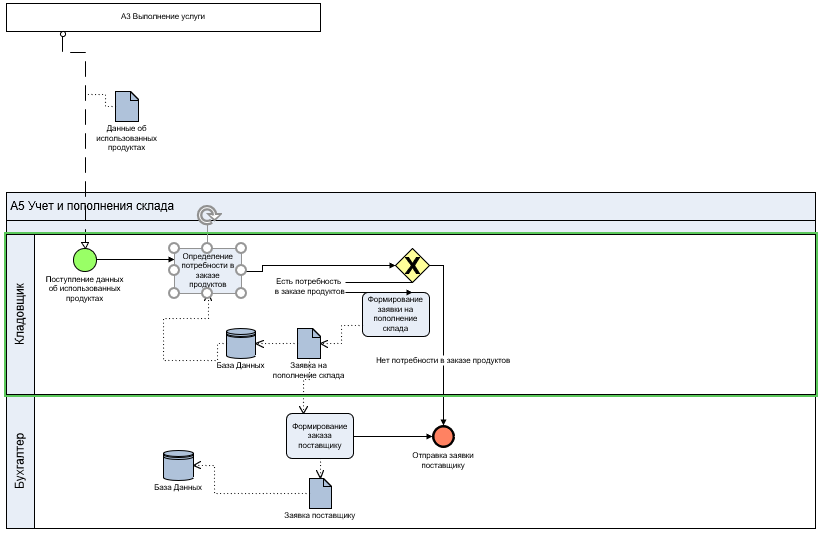 А3 Выполнение услуги
Данные об
использованных
продуктах
А5 Учет и пополнения склада
Кладовщик
Поступление данных
об использованных
продуктах
Определение
потребности в
заказе
продуктов
X
Есть потребность
в заказе продуктов
Формирование
заявки на
пополнение
склада
База Данных
Заявка на
пополнение склада
Нет потребности в заказе продуктов
Бухгалтер
Формирование
заказа
поставщику
Отправка заявки
поставщику
База Данных
Заявка поставщику